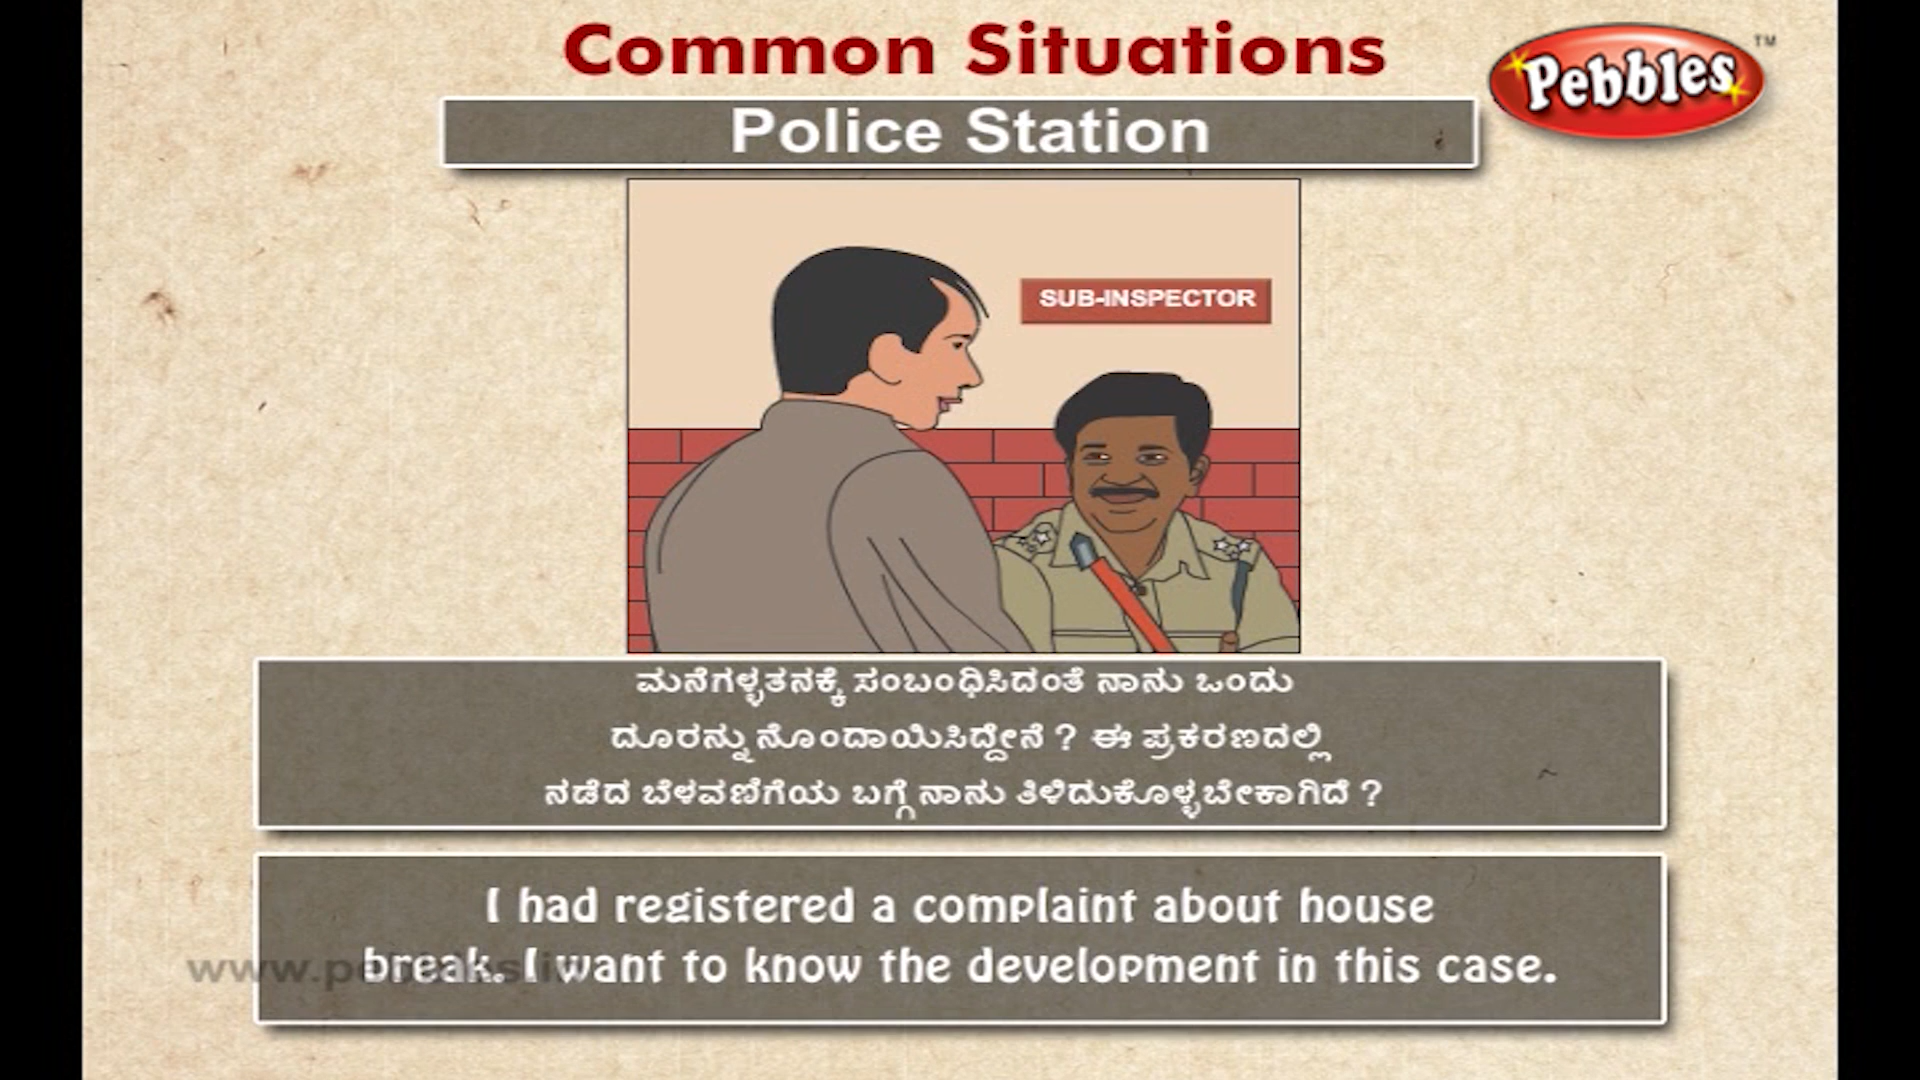 Common Situations
Pebbles
TM
Police Station
SUB-INSPECTOR
ಮನೆಗಳ್ಳತನಕ್ಕೆ ಸಂಬಂಧಿಸಿದಂತೆ ನಾನು ಒಂದು
ದೂರನ್ನು ನೊಂದಾಯಿಸಿದ್ದೇನೆ ? ಈ ಪ್ರಕರಣದಲ್ಲಿ
ನಡೆದ ಬೆಳವಣಿಗೆಯ ಬಗ್ಗೆ ನಾನು ತಿಳಿದುಕೊಳ್ಳಬೇಕಾಗಿದೆ ?
I had registered a complaint about house
break. I want to know the development in this case.